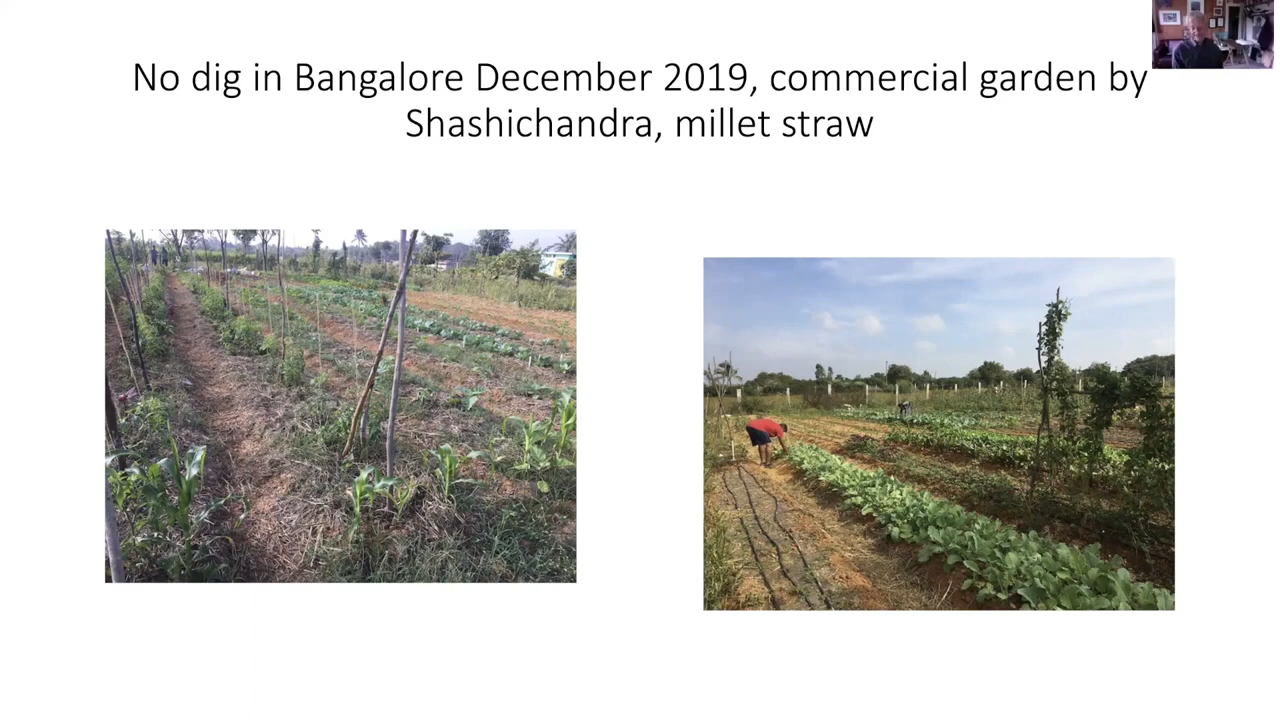 No dig in Bangalore December 2019, commercial garden by
Shashichandra, millet straw